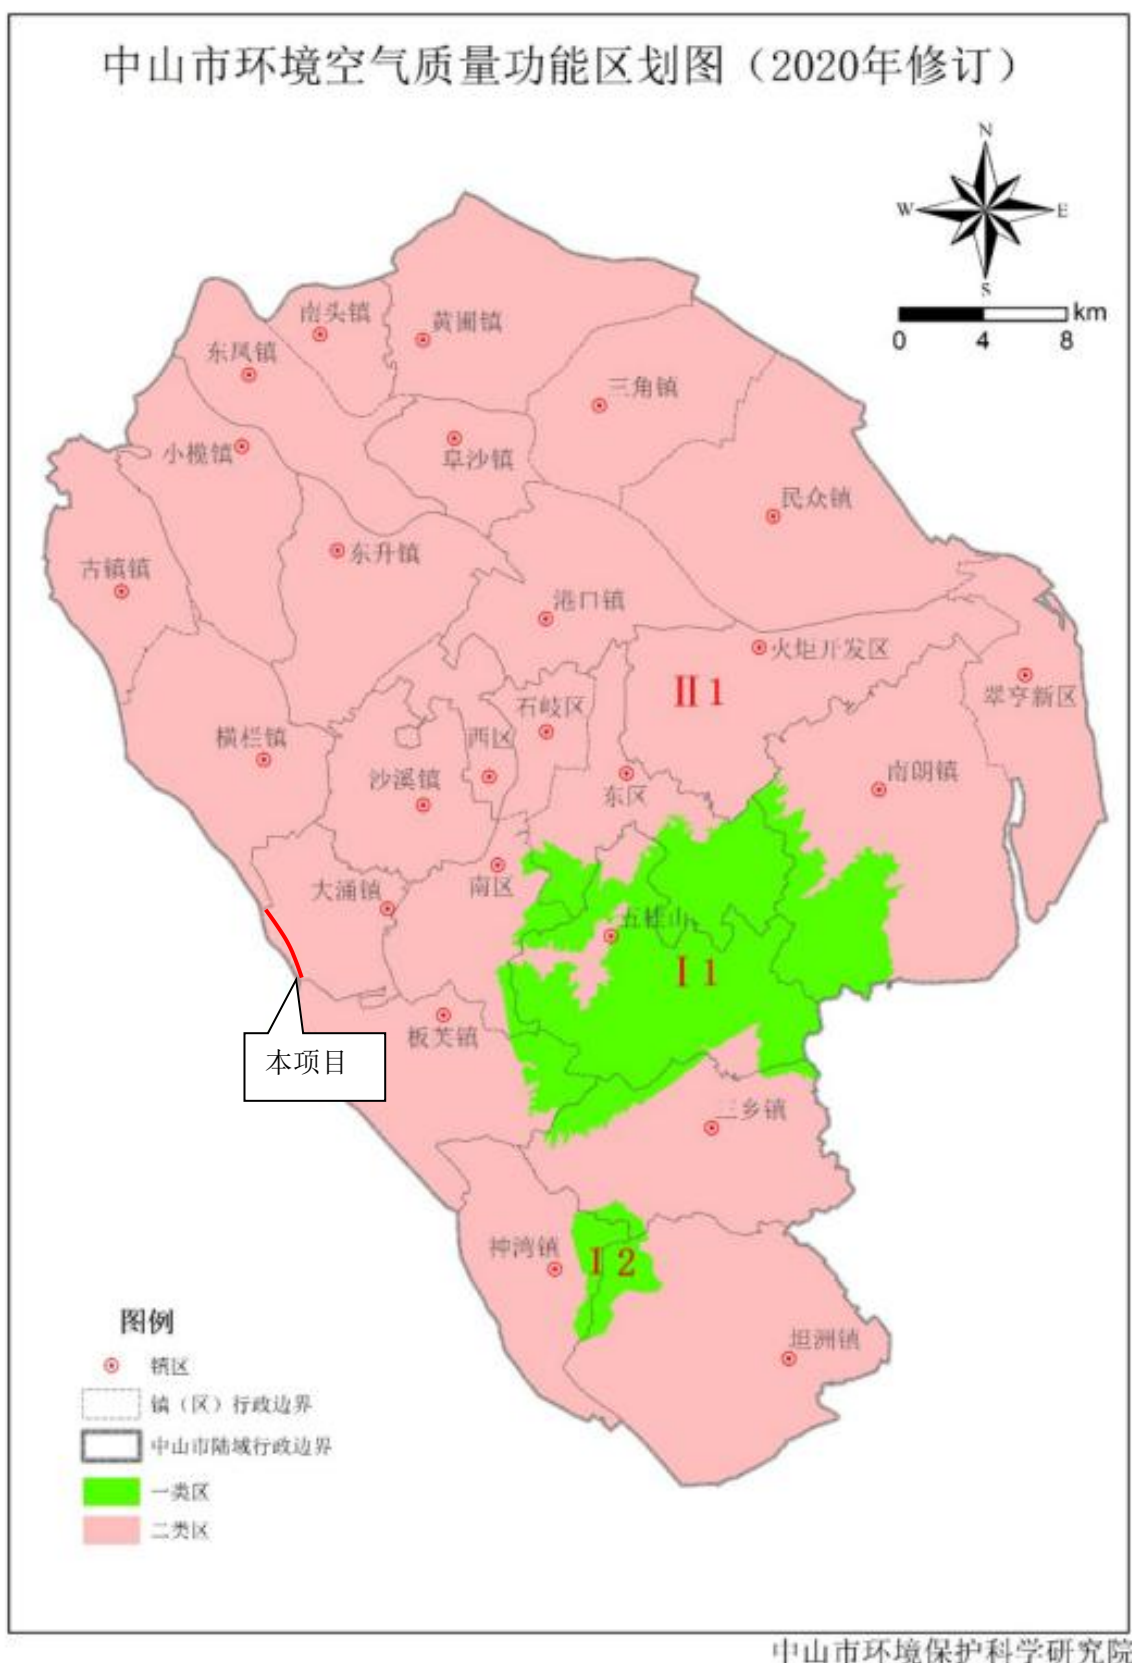 中山市环境空气质量功能区划图（2020年修订）
N
W
E
S
km
0 4 8
南头镇
黄圃镇
东凤镇
三角镇
小榄镇
阜沙镇
民众镇
东升镇
古镇镇
港口镇
火炬开发区
II 1
翠亨新区
石岐区
横栏镇
西区
沙溪镇
南朗镇
东区
大涌镇
南区
五桂山
I 1
板芙镇
本项目
三乡镇
神湾镇
I 2
坦洲镇
图例
镇区
镇（区）行政边界
中山市陆域行政边界
一类区
二类区
中山市环境保护科学研究院